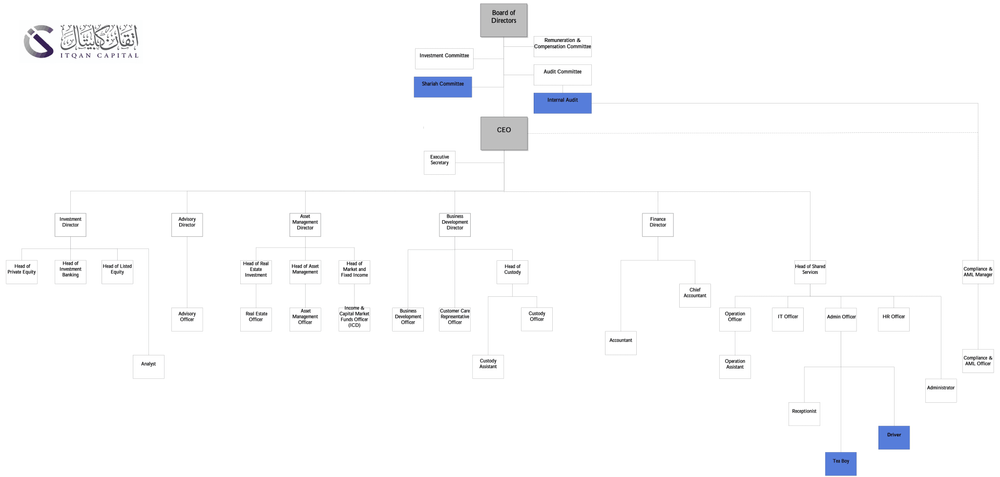 Board of
Directors
اتقان كابيتال
ITQAN CAPITAL
Remuneration &
Compensation Committee
Investment Committee
Audit Committee
Shariah Committee
Internal Audit
CEO
Executive
Secretary
Investment
Director
Advisory
Director
Asset
Management
Director
Business
Development
Director
Finance
Director
Head of
Private Equity
Head of
Investment
Banking
Head of Listed
Equity
Head of Real
Estate
Investment
Head of Asset
Management
Head of
Market and
Fixed Income
Head of
Custody
Head of Shared
Services
Compliance &
AML Manager
Chief
Accountant
Advisory
Officer
Real Estate
Officer
Asset
Management
Officer
Income &
Capital Market
Funds Officer
(ICD)
Business
Development
Officer
Customer Care
Representative
Officer
Custody
Officer
Operation
Officer
IT Officer
Admin Officer
HR Officer
Accountant
Analyst
Custody
Assistant
Operation
Assistant
Compliance &
AML Officer
Administrator
Receptionist
Driver
Tea Boy